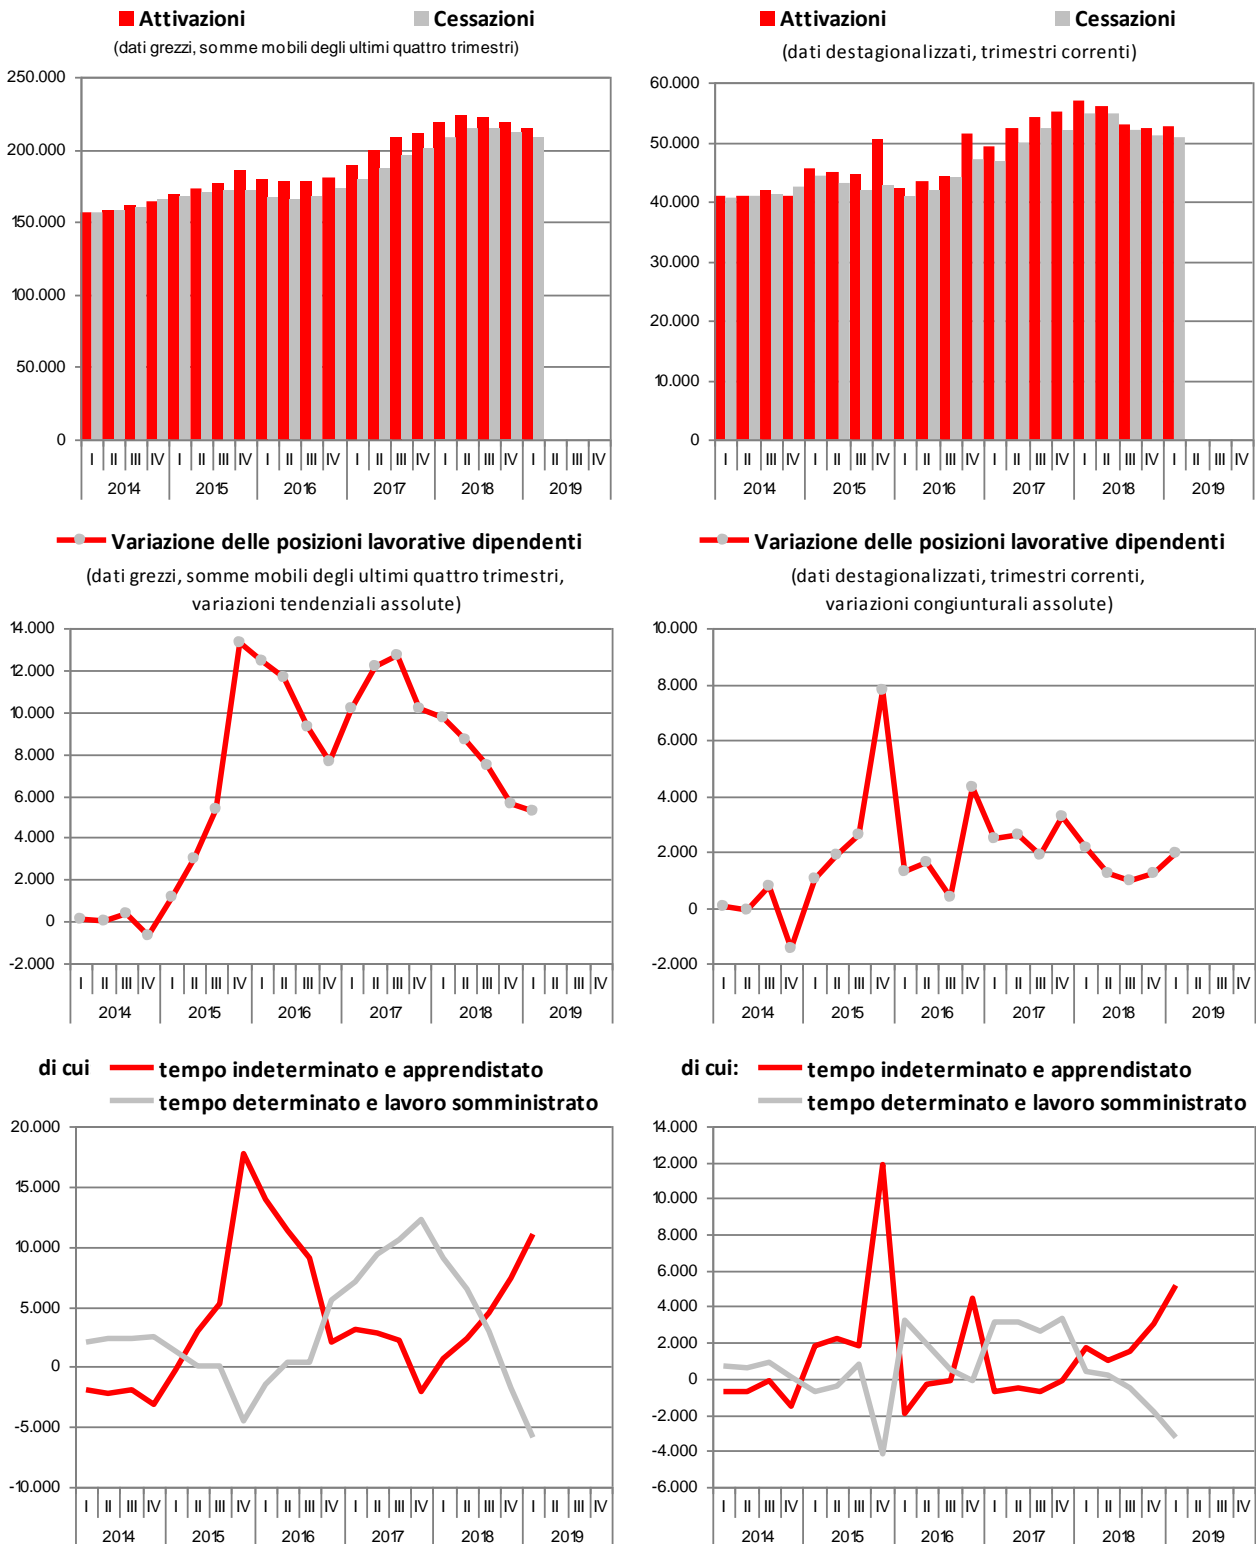 Attivazioni Cessazioni
(dati grezzi, somme mobili degli ultimi quattro trimestri)
250.000
200.000
150.000
100.000
50.000
0
I II III IV I II III IV I II III IV I II III IV I II III IV I II III IV
2014 2015 2016 2017 2018 2019
Attivazioni Cessazioni
(dati destagionalizzati, trimestri correnti)
60.000
50.000
40.000
30.000
20.000
10.000
0
I II III IV I II III IV I II III IV I II III IV I II III IV I II III IV
2014 2015 2016 2017 2018 2019
Variazione delle posizioni lavorative dipendenti
(dati grezzi, somme mobili degli ultimi quattro trimestri,
variazioni tendenziali assolute)
14.000
12.000
10.000
8.000
6.000
4.000
2.000
0
-2.000
I II III IV I II III IV I II III IV I II III IV I II III IV I II III IV
2014 2015 2016 2017 2018 2019
Variazione delle posizioni lavorative dipendenti
(dati destagionalizzati, trimestri correnti,
variazioni congiunturali assolute)
10.000
8.000
6.000
4.000
2.000
0
-2.000
I II III IV I II III IV I II III IV I II III IV I II III IV I II III IV
2014 2015 2016 2017 2018 2019
di cui tempo indeterminato e apprendistato
tempo determinato e lavoro somministrato
20.000
15.000
10.000
5.000
0
-5.000
-10.000
I II III IV I II III IV I II III IV I II III IV I II III IV I II III IV
2014 2015 2016 2017 2018 2019
di cui: tempo indeterminato e apprendistato
tempo determinato e lavoro somministrato
14.000
12.000
10.000
8.000
6.000
4.000
2.000
0
-2.000
-4.000
-6.000
I II III IV I II III IV I II III IV I II III IV I II III IV I II III IV
2014 2015 2016 2017 2018 2019